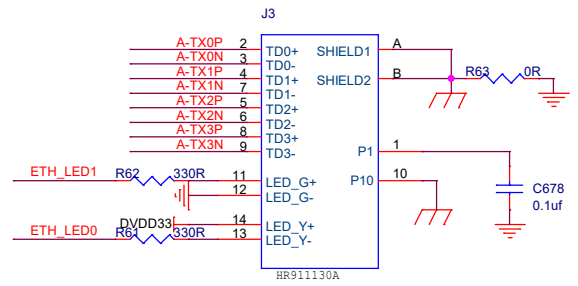 J3
A-TX0P 2 TD0+ SHIELD1 A
A-TX0N 3 TD0-
A-TX1P 4 TD1+ SHIELD2 B R63 0R
A-TX1N 7 TD1-
A-TX2P 5 TD2+
A-TX2N 6 TD2-
A-TX3P 8 TD3+
A-TX3N 9 TD3- P1 1
ETH_LED1 R62 330R 11 LED_G+ P10 10
12 LED_G-
C678
0.1uf
DVDD33 14 LED_Y+
ETH_LED0 R61 330R 13 LED_Y-
HR911130A